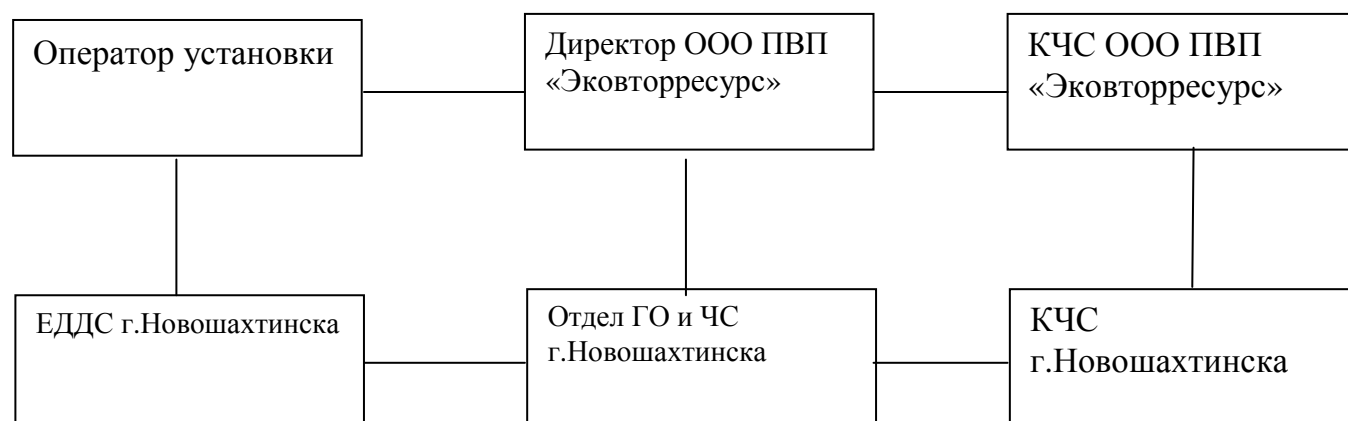 Оператор установки
Директор ООО ПВП
«Эковторресурс»
КЧС ООО ПВП
«Эковторресурс»
ЕДДС г.Новошахтинска
Отдел ГО и ЧС
г.Новошахтинска
КЧС
г.Новошахтинска